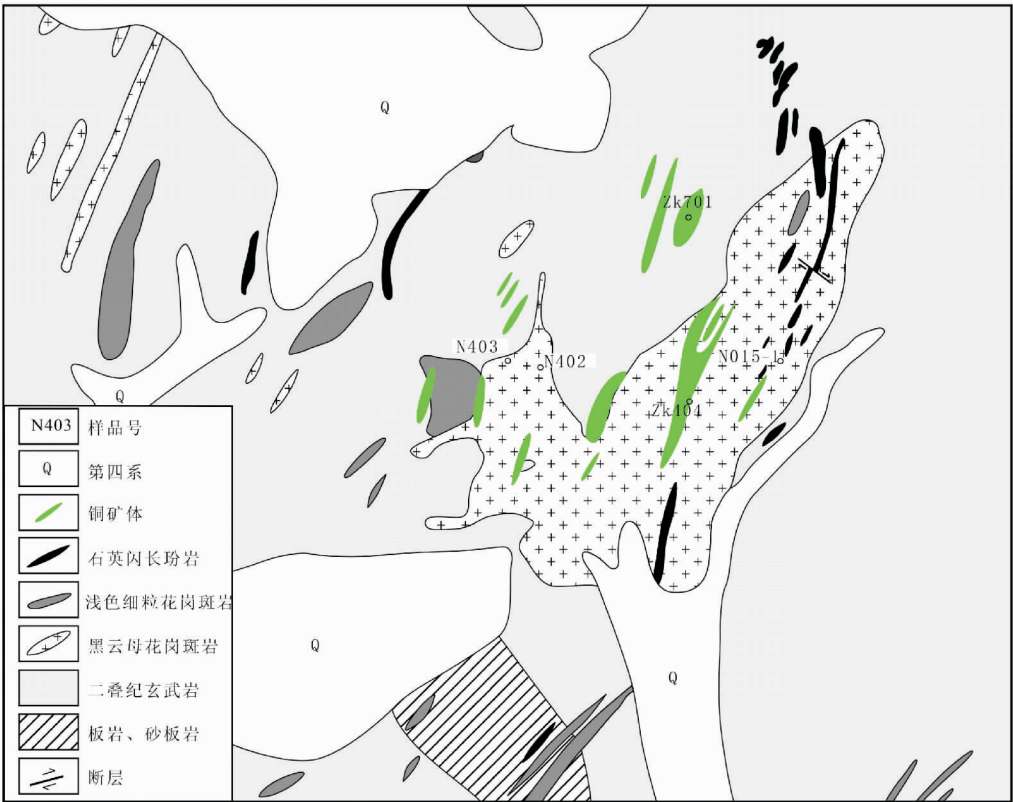 Q
Zk701
N403
N402
N015-1
Zk404
Q
Q
Q
N403 样品号
Q 第四系
铜矿体
石英闪长玢岩
浅色细粒花岗斑岩
黑云母花岗斑岩
二叠纪玄武岩
板岩、砂板岩
断层